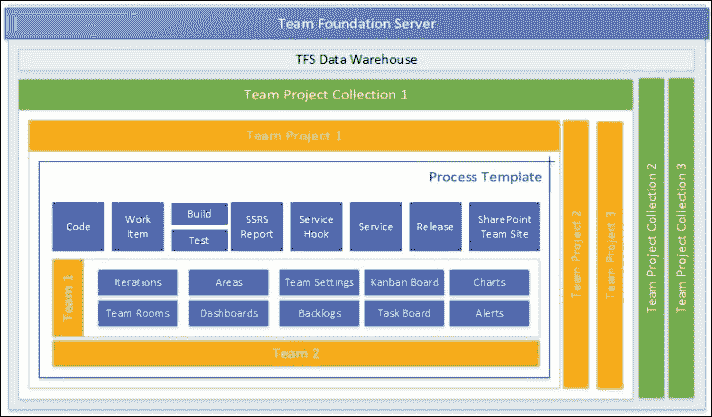 Team Foundation Server
TFS Data Warehouse
Team Project Collection 1
Team Project 1
Process Template
Code
Work
Item
Build
Test
SSRS
Report
Service
Hook
Service
Release
SharePoint
Team Site
Team 1
Iterations
Areas
Team Settings
Kanban Board
Charts
Team Rooms
Dashboards
Backlogs
Task Board
Alerts
Team 2
Team Project 2
Team Project 3
Team Project Collection 2
Team Project Collection 3